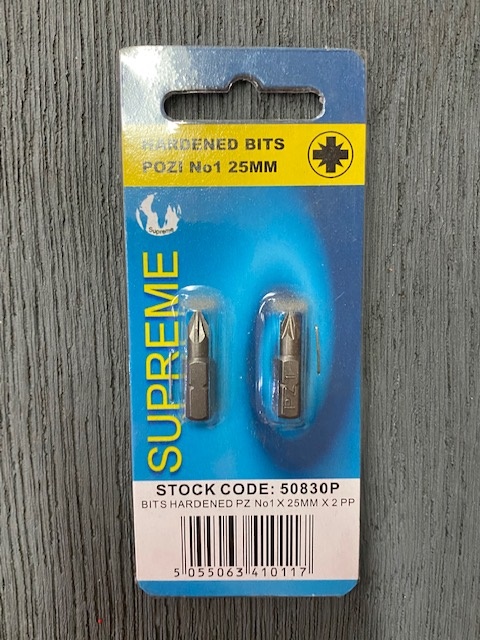 HARDENED BITS
POZI No1 25MM
Supreme
SUPREME
PZ1
STOCK CODE: 50830P
BITS HARDENED PZ No1 X 25MM X 2 PP
5 055063 410117